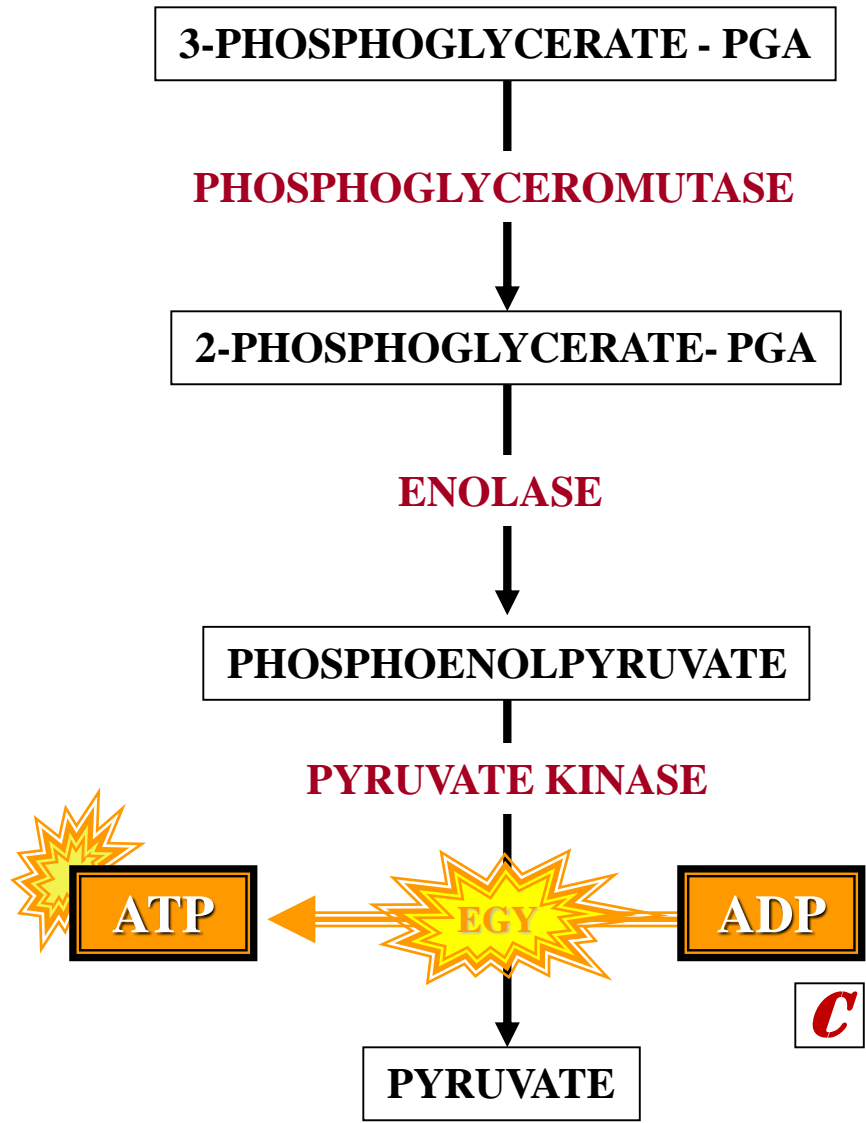 3-PHOSPHOGLYCERATE - PGA
PHOSPHOGLYCEROMUTASE
2-PHOSPHOGLYCERATE- PGA
ENOLASE
PHOSPHOENOLPYRUVATE
PYRUVATE KINASE
ATP
EGY
ADP
C
PYRUVATE